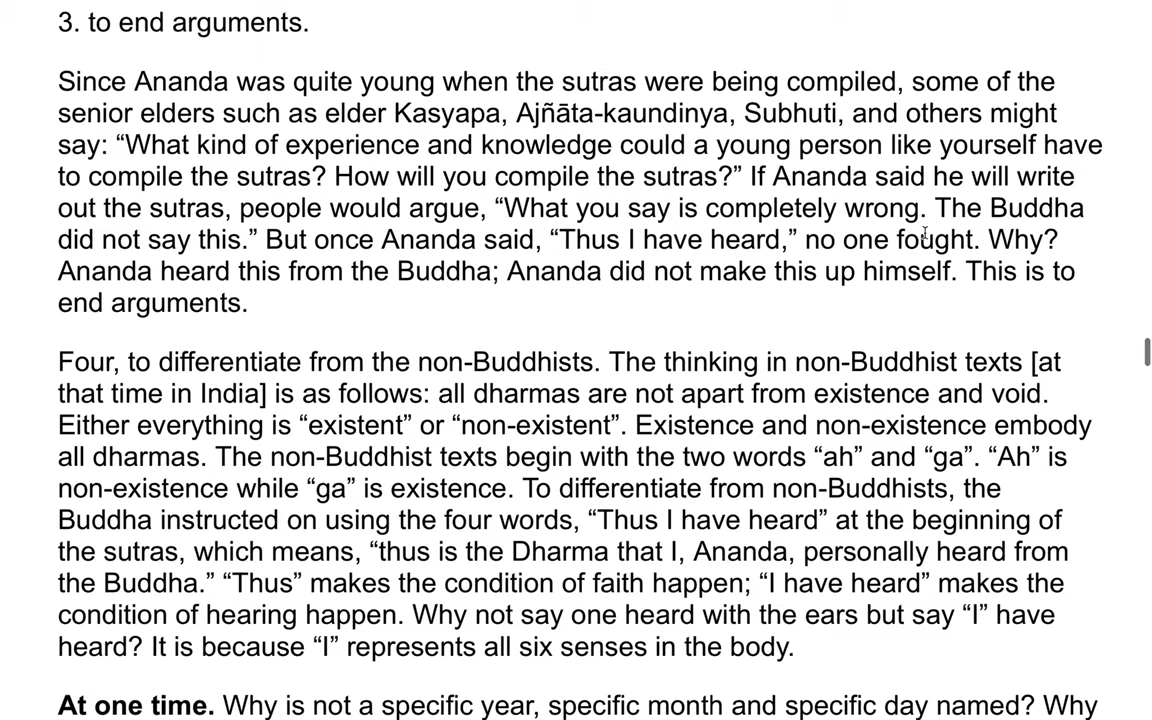 3. to end arguments.
Since Ananda was quite young when the sutras were being compiled, some of the
senior elders such as elder Kasyapa, Ajñāta-kaundinya, Subhuti, and others might
say: “What kind of experience and knowledge could a young person like yourself have
to compile the sutras? How will you compile the sutras?” If Ananda said he will write
out the sutras, people would argue, “What you say is completely wrong. The Buddha
did not say this.” But once Ananda said, “Thus I have heard,” no one fought. Why?
Ananda heard this from the Buddha; Ananda did not make this up himself. This is to
end arguments.
Four, to differentiate from the non-Buddhists. The thinking in non-Buddhist texts [at
that time in India] is as follows: all dharmas are not apart from existence and void.
Either everything is “existent” or “non-existent”. Existence and non-existence embody
all dharmas. The non-Buddhist texts begin with the two words “ah” and “ga”. “Ah” is
non-existence while “ga” is existence. To differentiate from non-Buddhists, the
Buddha instructed on using the four words, “Thus I have heard” at the beginning of
the sutras, which means, “thus is the Dharma that I, Ananda, personally heard from
the Buddha.” “Thus” makes the condition of faith happen; “I have heard” makes the
condition of hearing happen. Why not say one heard with the ears but say “I” have
heard? It is because “I” represents all six senses in the body.
At one time. Why is not a specific year, specific month and specific day named? Why